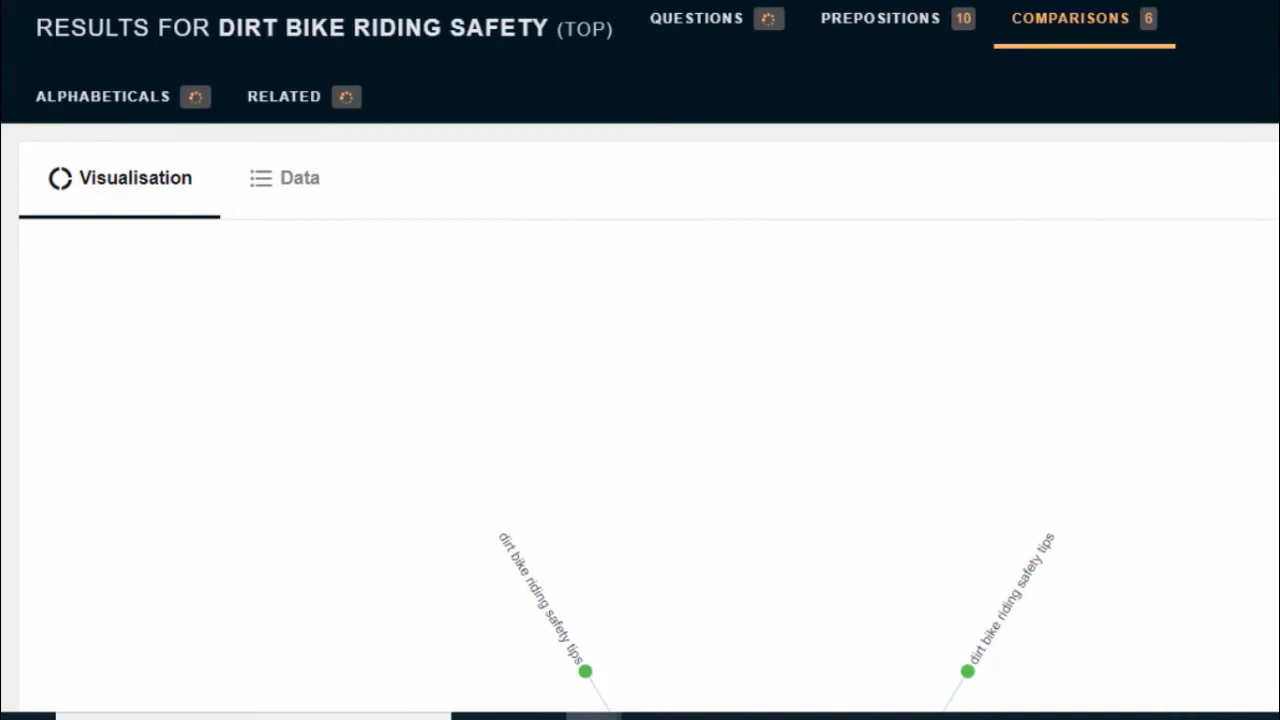 RESULTS FOR DIRT BIKE RIDING SAFETY (TOP)
QUESTIONS
PREPOSITIONS 10
COMPARISONS 6
ALPHABETICALS
RELATED
Visualisation
Data
dirt bike riding safety tips
dirt bike riding safety tips